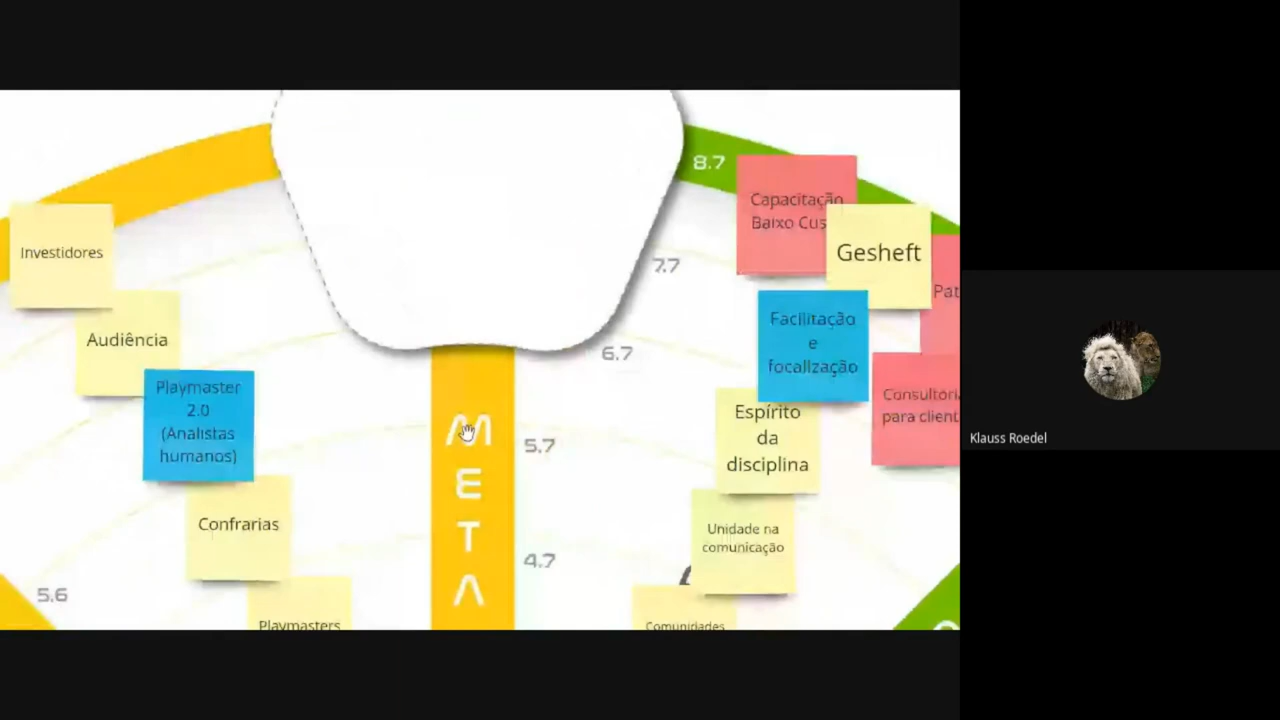 8.7
Capacitação
Baixo Cus
Gesheft
Investidores
7.7
Pat
Facilitação
e
focalização
Audiência
6.7
Playmaster
2.0
(Analistas
humanos)
Consultori
para client
Espírito
da
disciplina
META
5.7
Klauss Roedel
Confrarias
Unidade na
comunicação
4.7
5.6
Playmasters
Comunidades